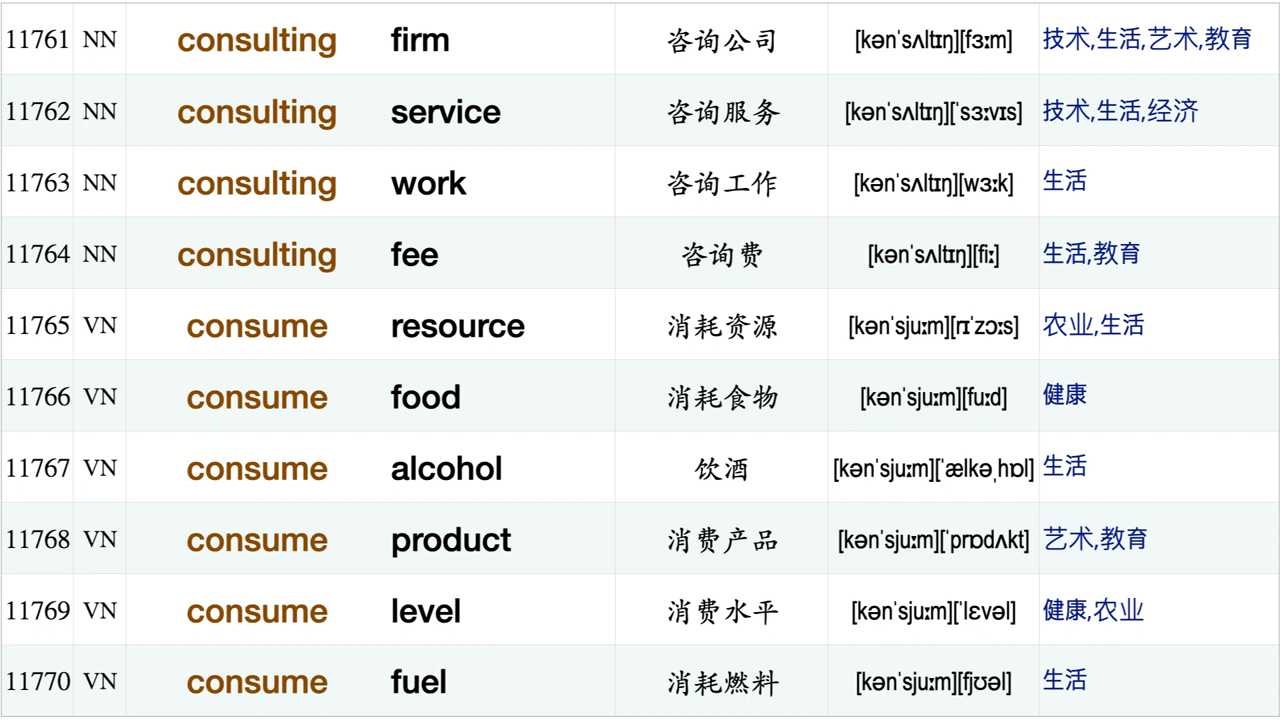 11761 NN consulting firm 咨询公司 [kənˈsʌltɪŋ][fɜːm] 技术,生活,艺术,教育
11762 NN consulting service 咨询服务 [kənˈsʌltɪŋ][ˈsɜːvɪs] 技术,生活,经济
11763 NN consulting work 咨询工作 [kənˈsʌltɪŋ][wɜːk] 生活
11764 NN consulting fee 咨询费 [kənˈsʌltɪŋ][fiː] 生活,教育
11765 VN consume resource 消耗资源 [kənˈsjuːm][rɪˈzɔːs] 农业,生活
11766 VN consume food 消耗食物 [kənˈsjuːm][fuːd] 健康
11767 VN consume alcohol 饮酒 [kənˈsjuːm][ˈælkəˌhɒl] 生活
11768 VN consume product 消费产品 [kənˈsjuːm][ˈprɒdʌkt] 艺术,教育
11769 VN consume level 消费水平 [kənˈsjuːm][ˈlɛvəl] 健康,农业
11770 VN consume fuel 消耗燃料 [kənˈsjuːm][fjʊəl] 生活